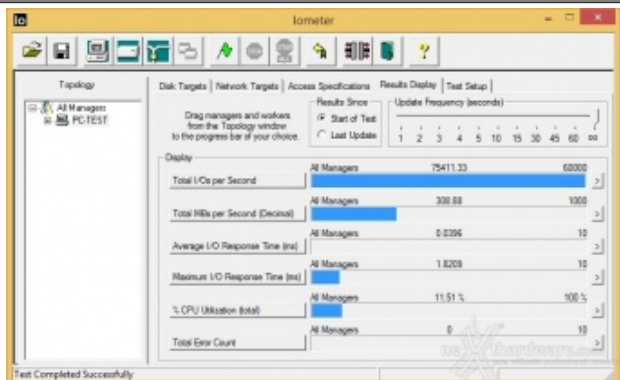 Io
Iometer
Topology
All Managers
PC-TEST
Disk Targets Network Targets Access Specifications Results Display Test Setup
Drag managers and workers
from the Topology window
to the progress bar of your choice.
Results Since
Start of Test
Last Update
Update Frequency (seconds)
1 2 3 4 5 10 15 30 45 60 oo
Display
All Managers 75411.33 60000
Total I/Os per Second
All Managers 308.88 1000
Total MBs per Second (Decimal)
All Managers 0.0396 10
Average I/O Response Time (ms)
All Managers 1.8209 10
Maximum I/O Response Time (ms)
All Managers 11.51 % 100 %
% CPU Utilization (total)
All Managers 0 10
Total Error Count
Test Completed Successfully